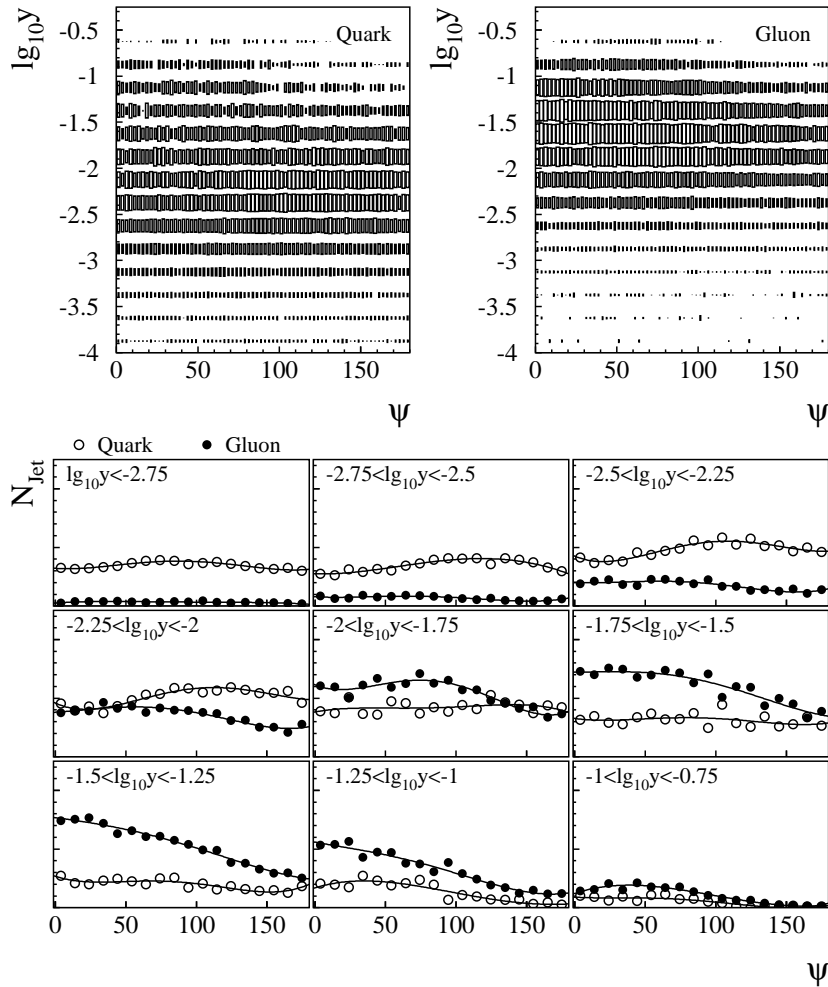 lg10y
Quark
-0.5
-1
-1.5
-2
-2.5
-3
-3.5
-4
0 50 100 150
ψ
lg10y
Gluon
-0.5
-1
-1.5
-2
-2.5
-3
-3.5
-4
0 50 100 150
ψ
○ Quark ● Gluon
NJet
lg10y<-2.75
-2.75<lg10y<-2.5
-2.5<lg10y<-2.25
-2.25<lg10y<-2
-2<lg10y<-1.75
-1.75<lg10y<-1.5
-1.5<lg10y<-1.25
-1.25<lg10y<-1
-1<lg10y<-0.75
0 50 100 150
0 50 100 150
0 50 100 150
ψ